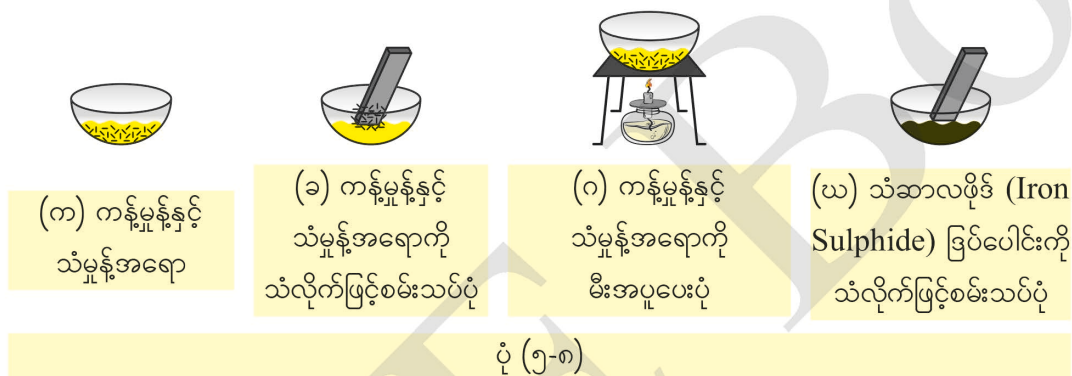 (က) ကန့်မှုန့်နှင့်
သံမှုန့်အရော
(ခ) ကန့်မှုန့်နှင့်
သံမှုန့်အရောကို
သံလိုက်ဖြင့်စမ်းသပ်ပုံ
(ဂ) ကန့်မှုန့်နှင့်
သံမှုန့်အရောကို
မီးအပူပေးပုံ
(ဃ) သံဆာလဖိုဒ် (Iron
Sulphide) ဒြပ်ပေါင်းကို
သံလိုက်ဖြင့်စမ်းသပ်ပုံ
ပုံ (၅-၈)